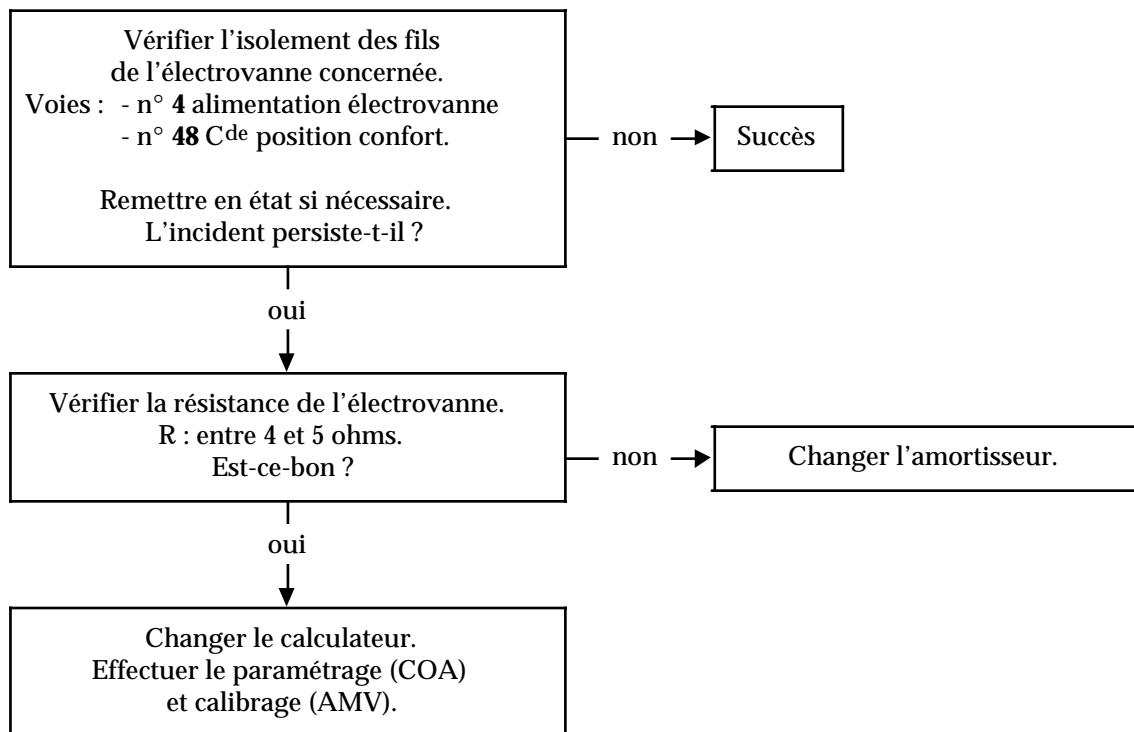 Vérifier l'isolement des fils
de l'électrovanne concernée.
Voies : - n° 4 alimentation électrovanne
- n° 48 Cde position confort.
Remettre en état si nécessaire.
L'incident persiste-t-il ?
non
Succès
oui
Vérifier la résistance de l'électrovanne.
R : entre 4 et 5 ohms.
Est-ce-bon ?
non
Changer l'amortisseur.
oui
Changer le calculateur.
Effectuer le paramétrage (COA)
et calibrage (AMV).